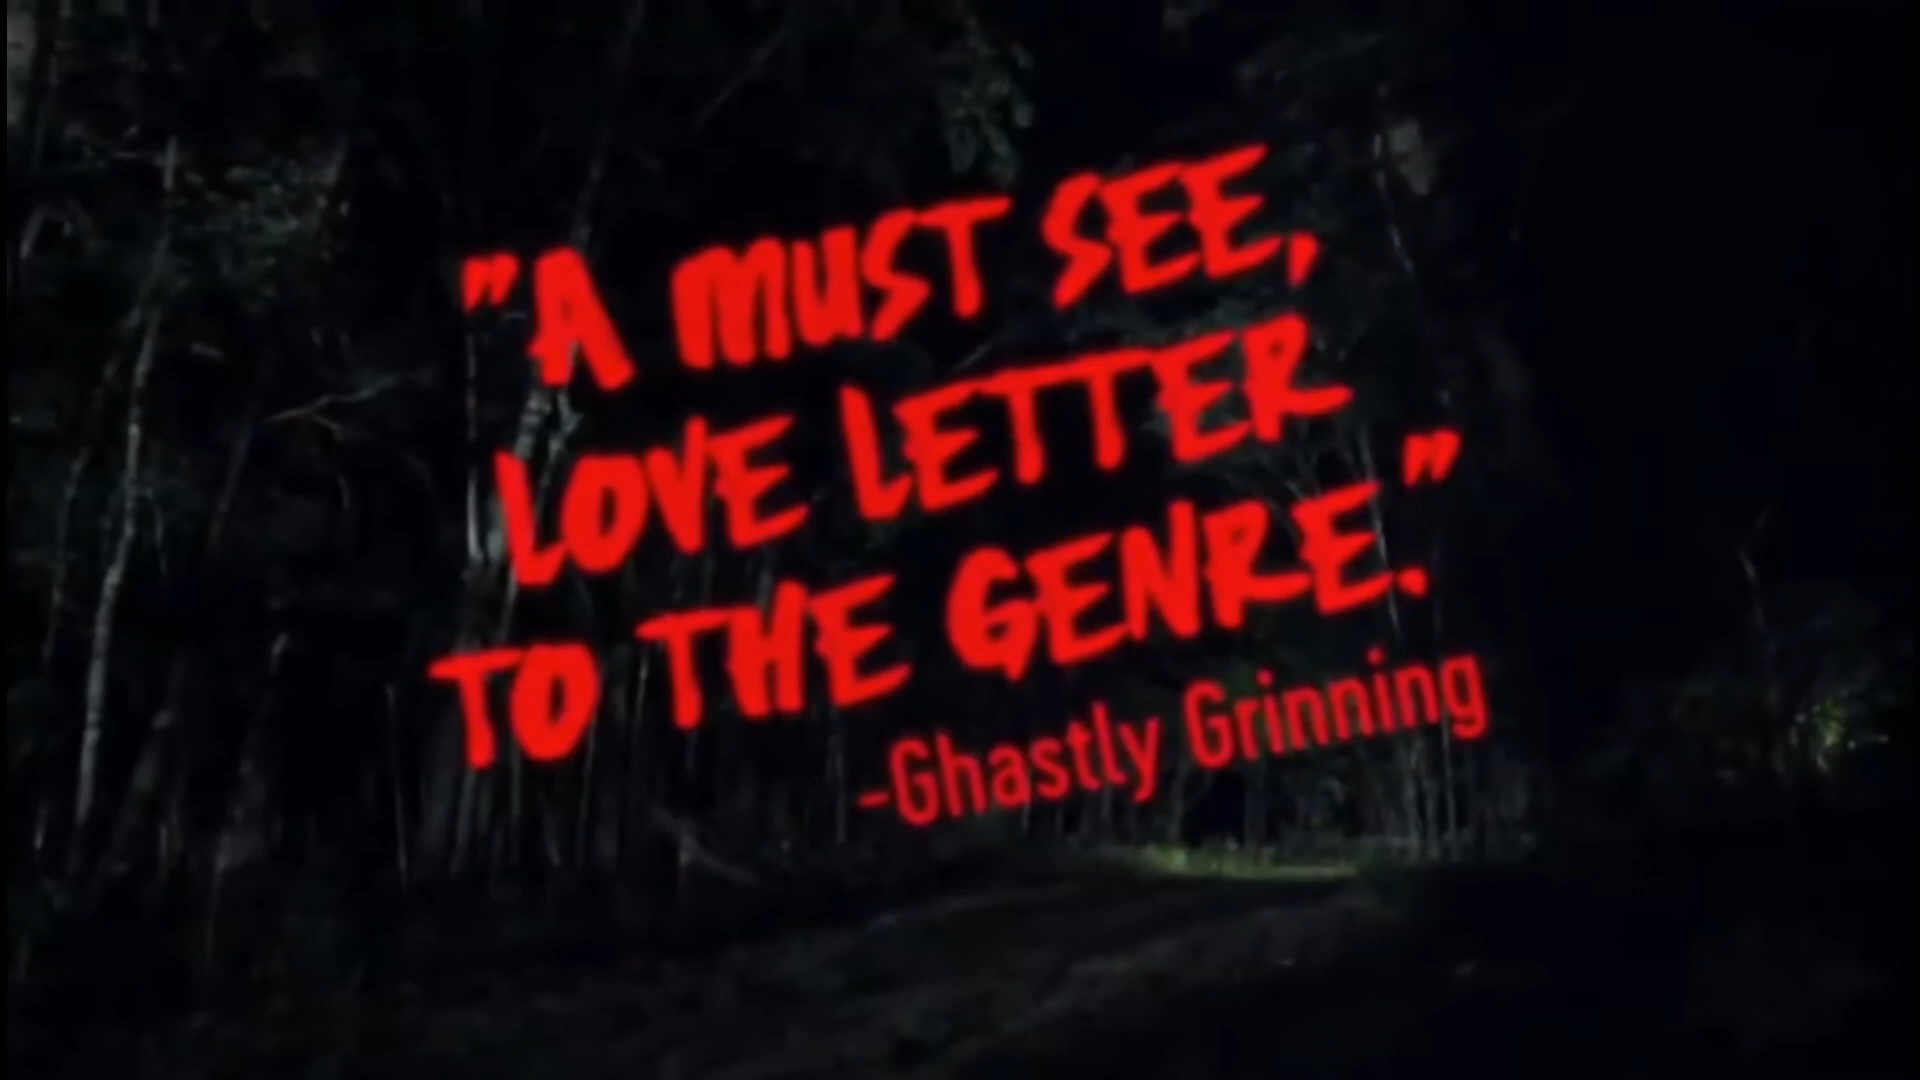 "A MUST SEE,
LOVE LETTER
TO THE GENRE."
-Ghastly Grinning